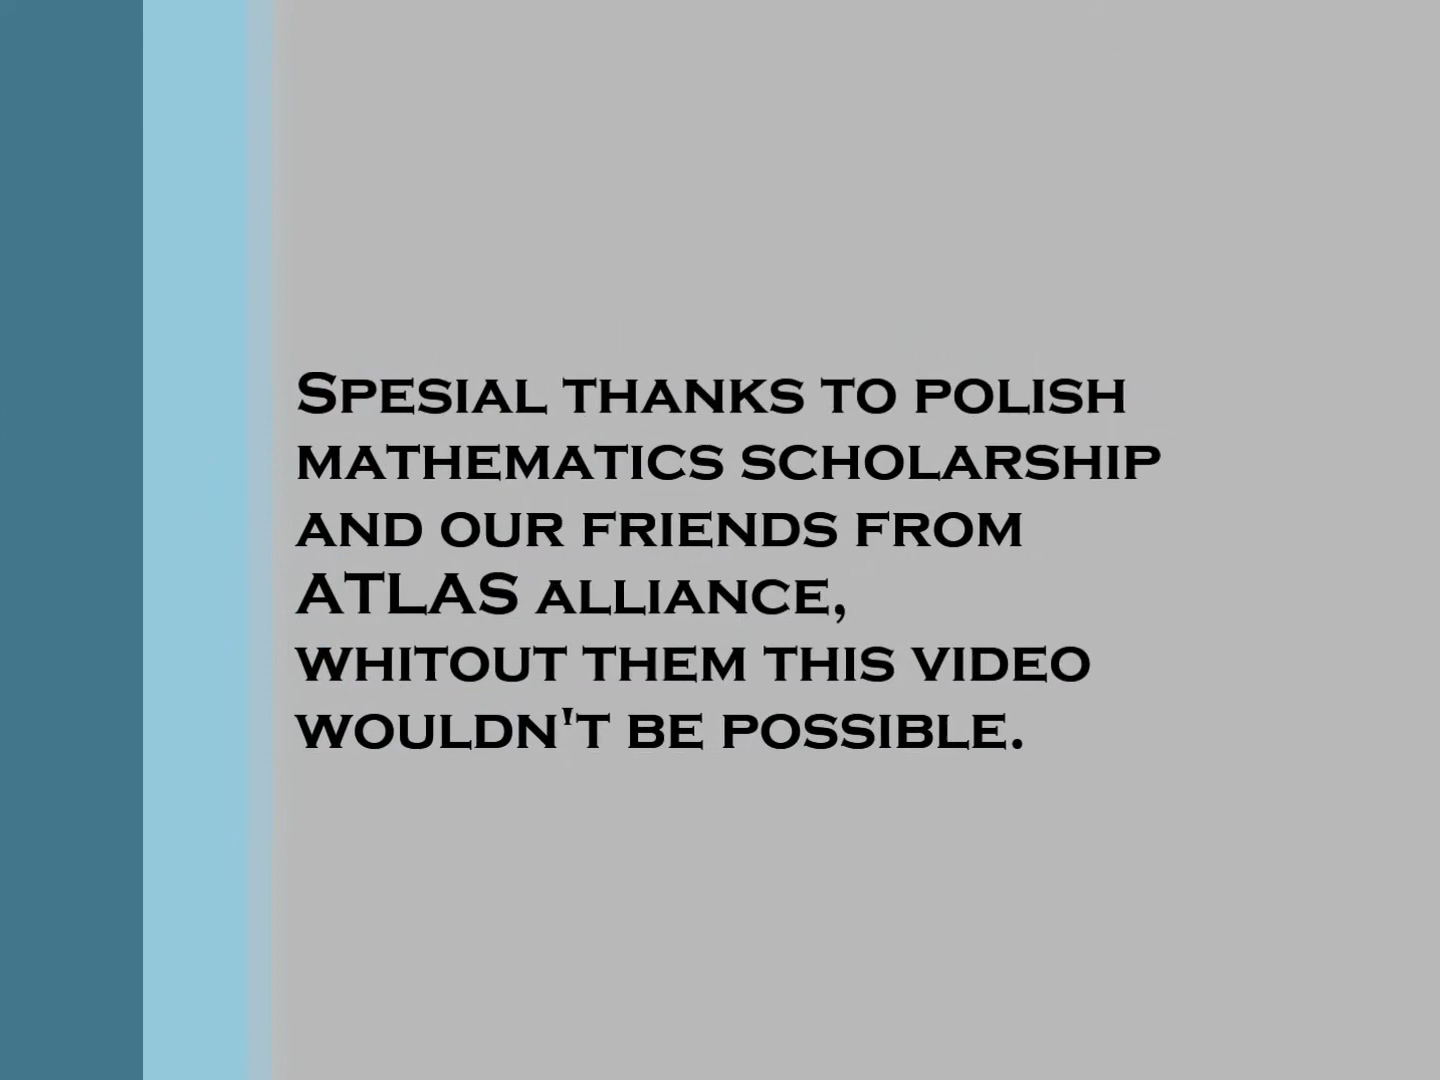 Spesial thanks to polish
mathematics scholarship
and our friends from
ATLAS alliance,
whitout them this video
wouldn't be possible.